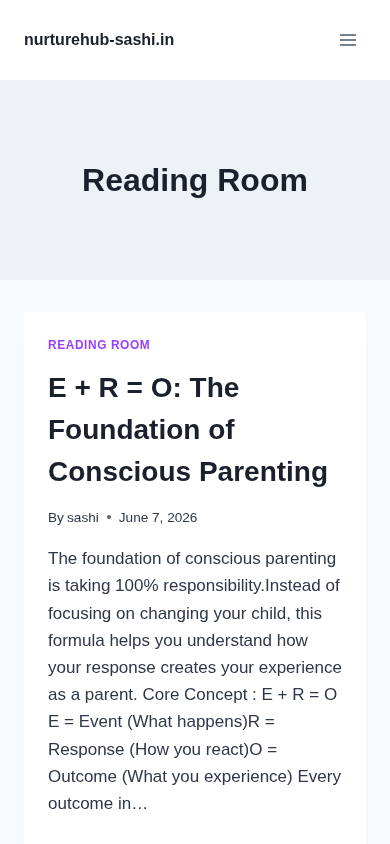 nurturehub-sashi.in
Reading Room
READING ROOM
E + R = O: The
Foundation of
Conscious Parenting
By sashi • June 7, 2026
The foundation of conscious parenting
is taking 100% responsibility.Instead of
focusing on changing your child, this
formula helps you understand how
your response creates your experience
as a parent. Core Concept : E + R = O
E = Event (What happens)R =
Response (How you react)O =
Outcome (What you experience) Every
outcome in…